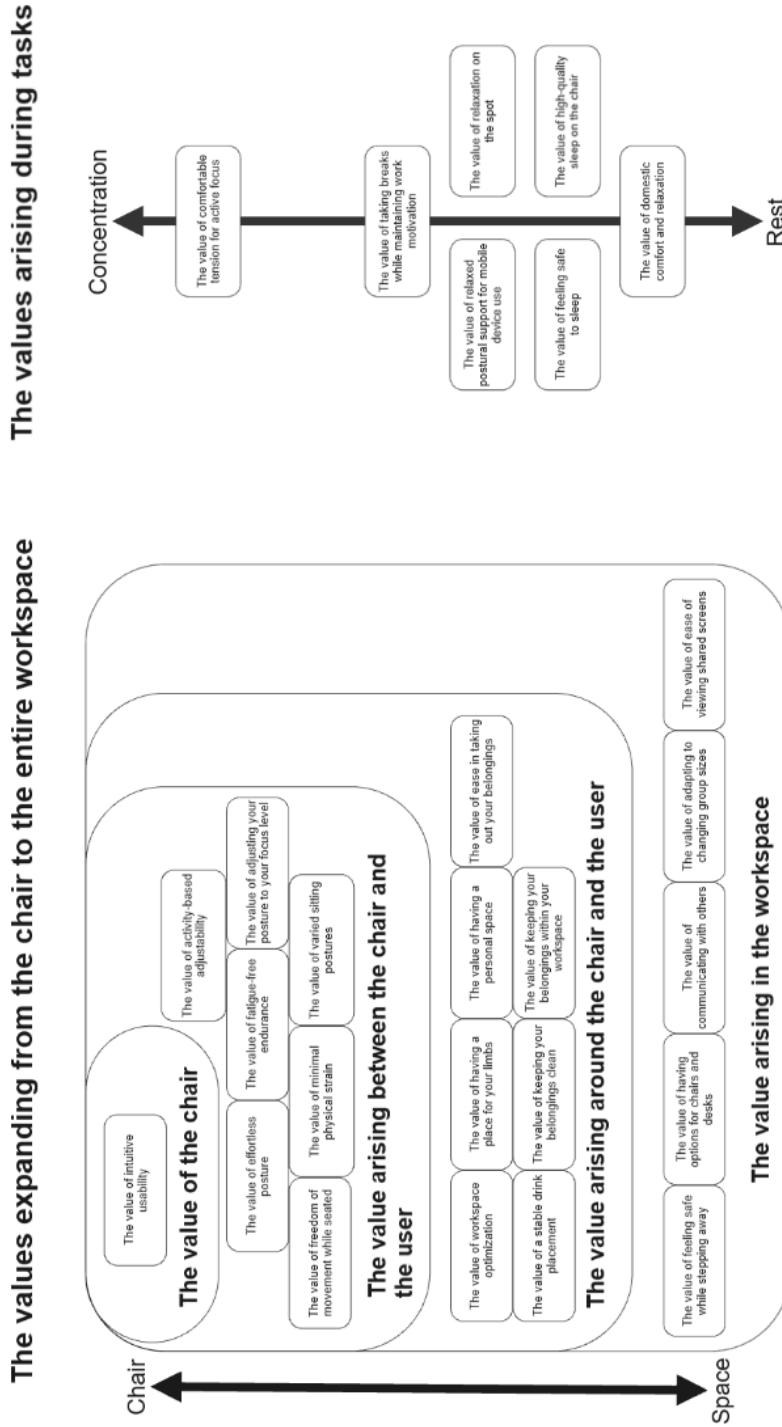 The values expanding from the chair to the entire workspace
Chair
Space
The value of intuitive
usability
The value of the chair
The value of activity-based
adjustability
The value of effortless
posture
The value of fatigue-free
endurance
The value of adjusting your
posture to your focus level
The value of freedom of
movement while seated
The value of minimal
physical strain
The value of varied sitting
postures
The value arising between the chair and
the user
The value of workspace
optimization
The value of having a
place for your limbs
The value of having a
personal space
The value of ease in taking
out your belongings
The value of a stable drink
placement
The value of keeping your
belongings clean
The value of keeping your
belongings within your
workspace
The value arising around the chair and the user
The value of feeling safe
while stepping away
The value of having
options for chairs and
desks
The value of
communicating with others
The value of adapting to
changing group sizes
The value of ease of
viewing shared screens
The value arising in the workspace
The values arising during tasks
Concentration
The value of comfortable
tension for active focus
The value of taking breaks
while maintaining work
motivation
The value of relaxed
postural support for mobile
device use
The value of relaxation on
the spot
The value of feeling safe
to sleep
The value of high-quality
sleep on the chair
The value of domestic
comfort and relaxation
Rest